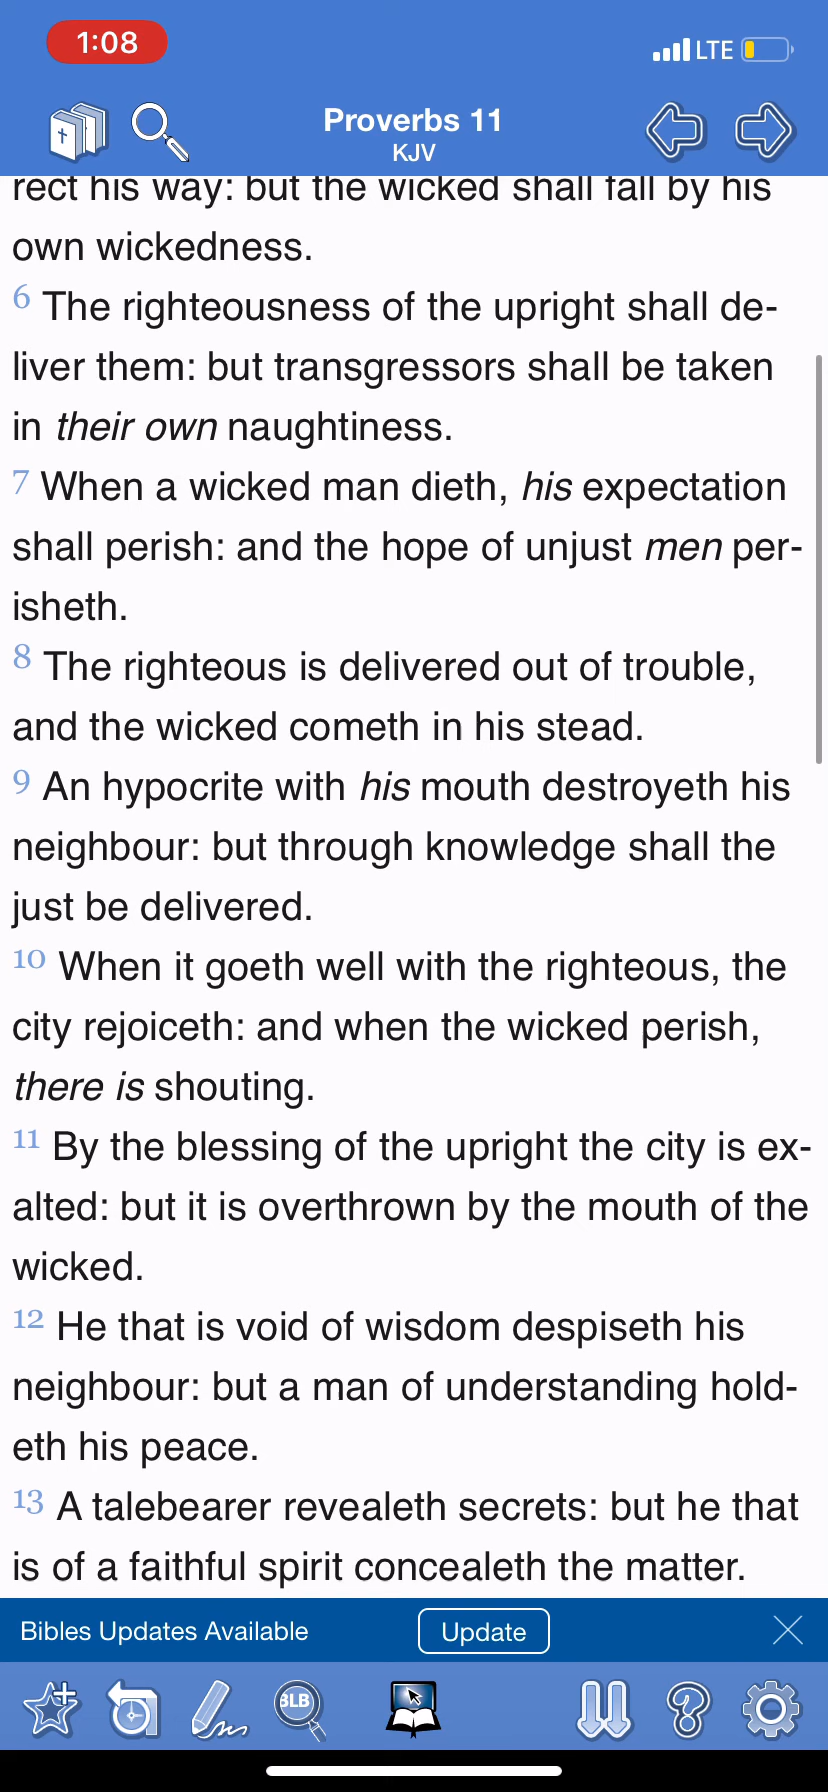 1:08
LTE
Proverbs 11
KJV
rect his way: but the wicked shall fall by his
own wickedness.
6 The righteousness of the upright shall de-
liver them: but transgressors shall be taken
in their own naughtiness.
7 When a wicked man dieth, his expectation
shall perish: and the hope of unjust men per-
isheth.
8 The righteous is delivered out of trouble,
and the wicked cometh in his stead.
9 An hypocrite with his mouth destroyeth his
neighbour: but through knowledge shall the
just be delivered.
10 When it goeth well with the righteous, the
city rejoiceth: and when the wicked perish,
there is shouting.
11 By the blessing of the upright the city is ex-
alted: but it is overthrown by the mouth of the
wicked.
12 He that is void of wisdom despiseth his
neighbour: but a man of understanding hold-
eth his peace.
13 A talebearer revealeth secrets: but he that
is of a faithful spirit concealeth the matter.
Bibles Updates Available
Update
BLB